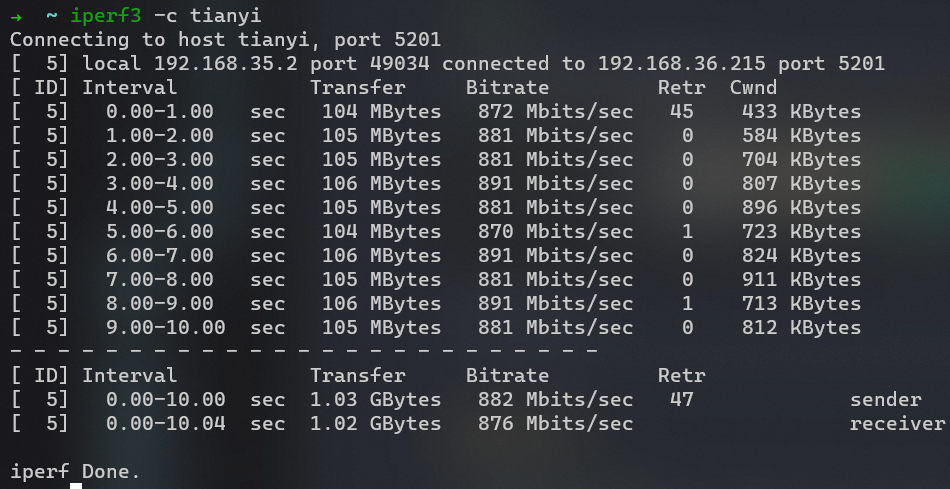 →  ~ iperf3 -c tianyi
Connecting to host tianyi, port 5201
[  5] local 192.168.35.2 port 49034 connected to 192.168.36.215 port 5201
[ ID] Interval           Transfer     Bitrate         Retr  Cwnd
[  5]   0.00-1.00   sec   104 MBytes   872 Mbits/sec   45    433 KBytes
[  5]   1.00-2.00   sec   105 MBytes   881 Mbits/sec    0    584 KBytes
[  5]   2.00-3.00   sec   105 MBytes   881 Mbits/sec    0    704 KBytes
[  5]   3.00-4.00   sec   106 MBytes   891 Mbits/sec    0    807 KBytes
[  5]   4.00-5.00   sec   105 MBytes   881 Mbits/sec    0    896 KBytes
[  5]   5.00-6.00   sec   104 MBytes   870 Mbits/sec    1    723 KBytes
[  5]   6.00-7.00   sec   106 MBytes   891 Mbits/sec    0    824 KBytes
[  5]   7.00-8.00   sec   105 MBytes   881 Mbits/sec    0    911 KBytes
[  5]   8.00-9.00   sec   106 MBytes   891 Mbits/sec    1    713 KBytes
[  5]   9.00-10.00  sec   105 MBytes   881 Mbits/sec    0    812 KBytes
- - - - - - - - - - - - - - - - - - - - - - - - -
[ ID] Interval           Transfer     Bitrate         Retr
[  5]   0.00-10.00  sec  1.03 GBytes   882 Mbits/sec   47             sender
[  5]   0.00-10.04  sec  1.02 GBytes   876 Mbits/sec                  receiver
iperf Done.